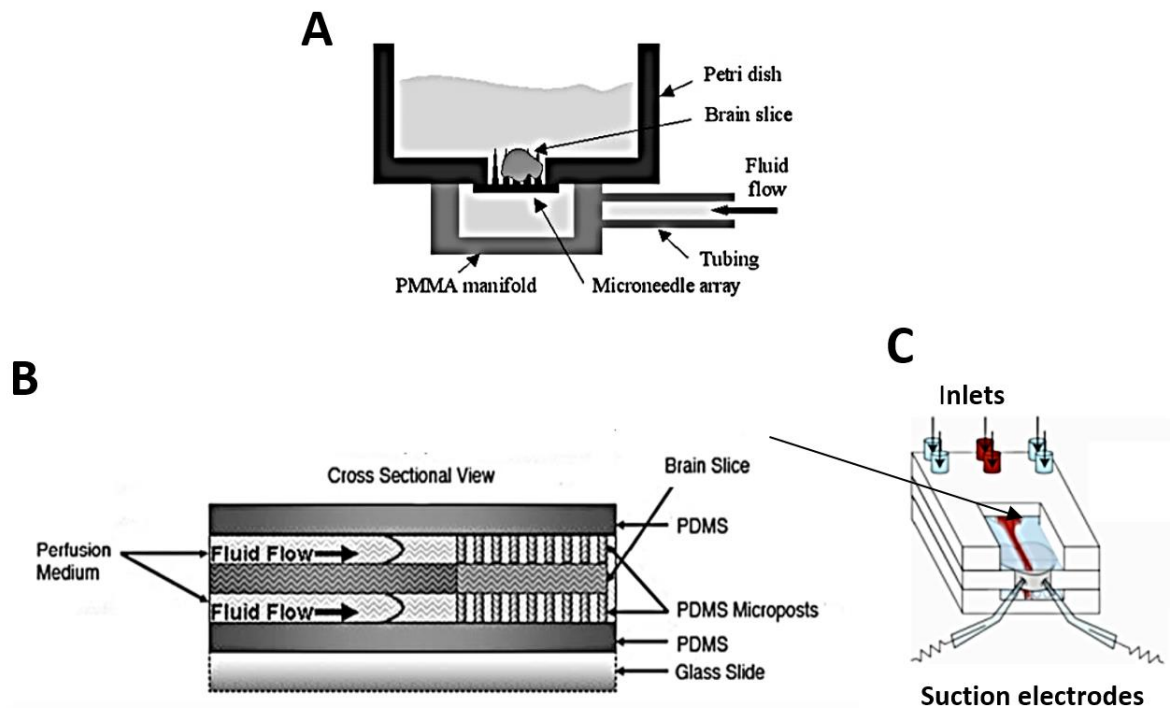 A
Petri dish
Brain slice
Fluid
flow
Tubing
PMMA manifold
Microneedle array
B
Cross Sectional View
Brain Slice
PDMS
Perfusion
Medium
Fluid Flow
Fluid Flow
PDMS Microposts
PDMS
Glass Slide
C
Inlets
Suction electrodes